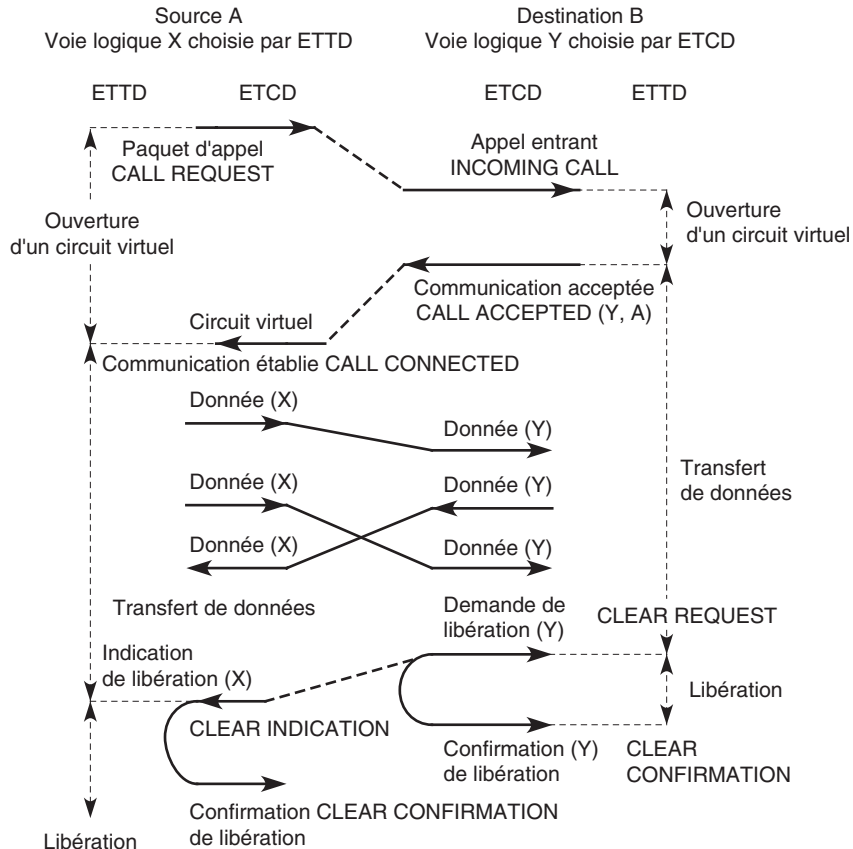 Source A
Voie logique X choisie par ETTD
Destination B
Voie logique Y choisie par ETCD
ETTD
ETCD
ETCD
ETTD
Paquet d'appel
CALL REQUEST
Appel entrant
INCOMING CALL
Ouverture
d'un circuit virtuel
Ouverture
d'un circuit virtuel
Communication acceptée
CALL ACCEPTED (Y, A)
Circuit virtuel
Communication établie CALL CONNECTED
Donnée (X)
Donnée (Y)
Donnée (X)
Donnée (Y)
Transfert
de données
Donnée (X)
Donnée (Y)
Transfert de données
Demande de
libération (Y)
CLEAR REQUEST
Indication
de libération (X)
Libération
CLEAR INDICATION
Confirmation (Y)
de libération
CLEAR
CONFIRMATION
Confirmation CLEAR CONFIRMATION
de libération
Libération